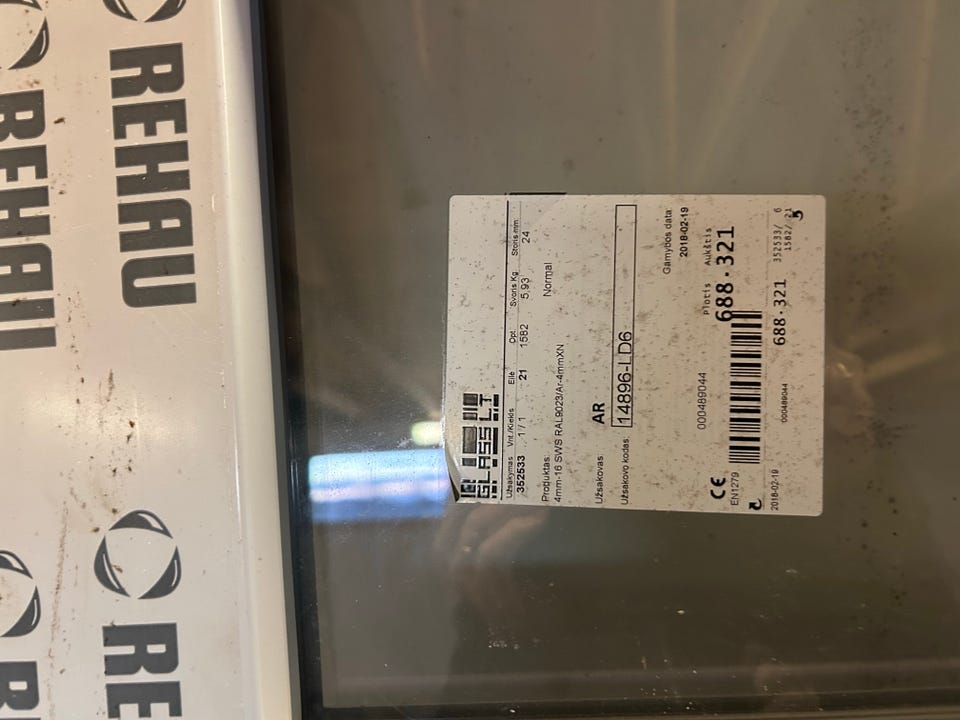 REHAU
REHAU
REHAU
RE
GLASS LT
Užsakymas Vnt./Kiekis Eilė Opt. Svoris Kg. Storis mm.
352533 1 / 1 21 1582 5,93 24
Produktas: Normal
4mm-16 SWS RAL9023/Ar-4mmXN
Užsakovas: AR
Užsakovo kodas: 14896-LD6
Gamybos data:
2018-02-19
000489044 Plotis Aukštis
688·321
CE
EN1279
2018-02-19 000489044 688·321 352533/ 6
1582/ 21
5